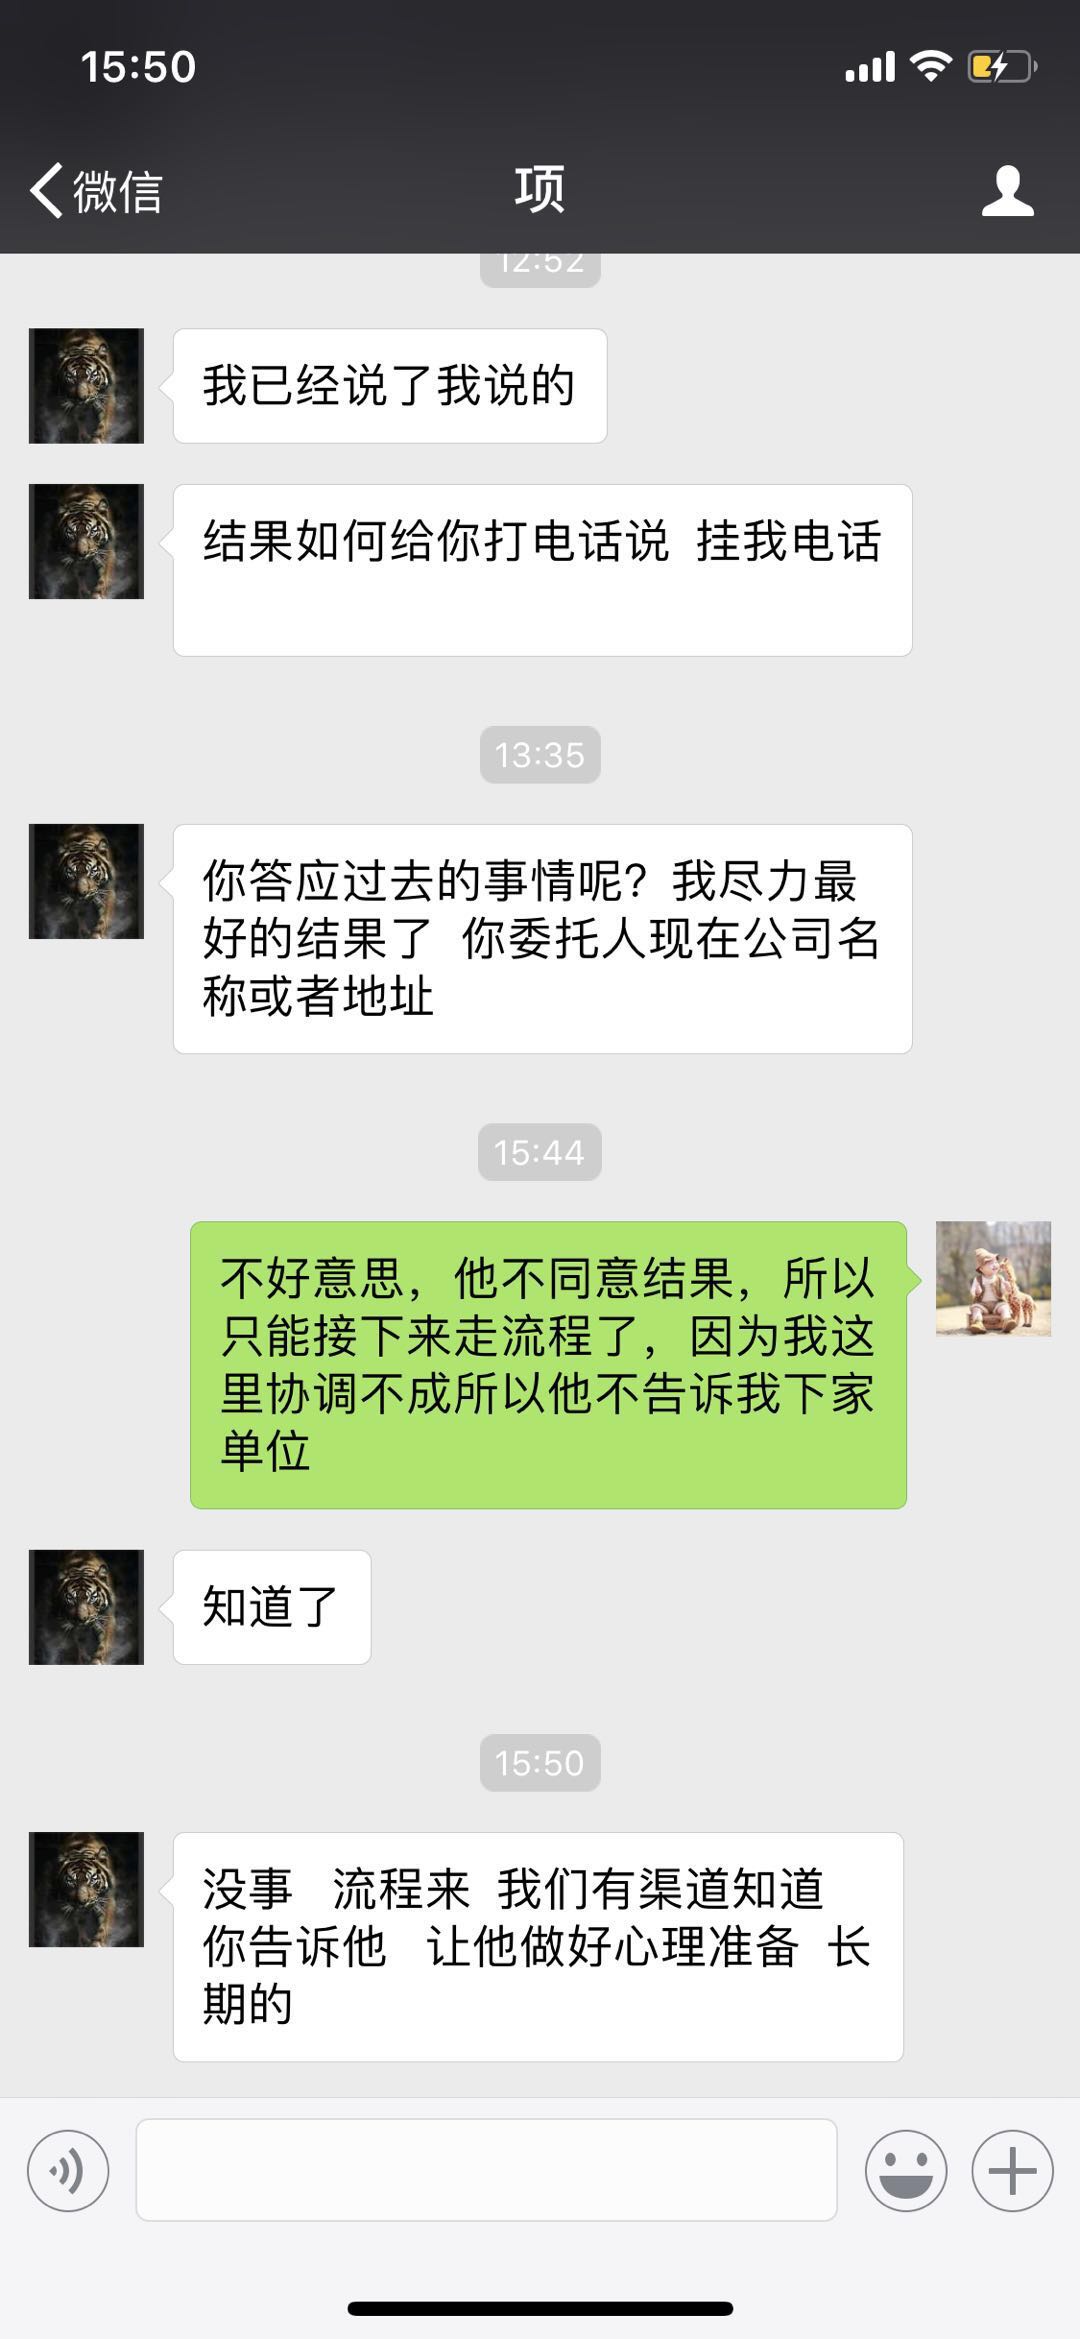 15:50
微信
项
12:52
我已经说了我说的
结果如何给你打电话说 挂我电话
13:35
你答应过去的事情呢? 我尽力最
好的结果了 你委托人现在公司名
称或者地址
15:44
不好意思，他不同意结果，所以
只能接下来走流程了，因为我这
里协调不成所以他不告诉我下家
单位
知道了
15:50
没事 流程来 我们有渠道知道
你告诉他 让他做好心理准备 长
期的